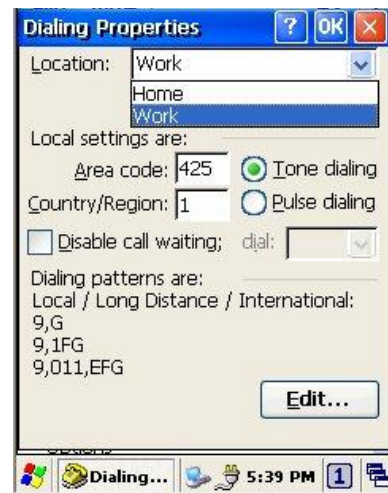 Dialing Properties ? OK X
Location: Work
Home
Work
Local settings are:
Area code: 425 Tone dialing
Country/Region: 1 Pulse dialing
Disable call waiting; dial:
Dialing patterns are:
Local / Long Distance / International:
9,G
9,1FG
9,011,EFG
Edit...
Dialing... 5:39 PM 1